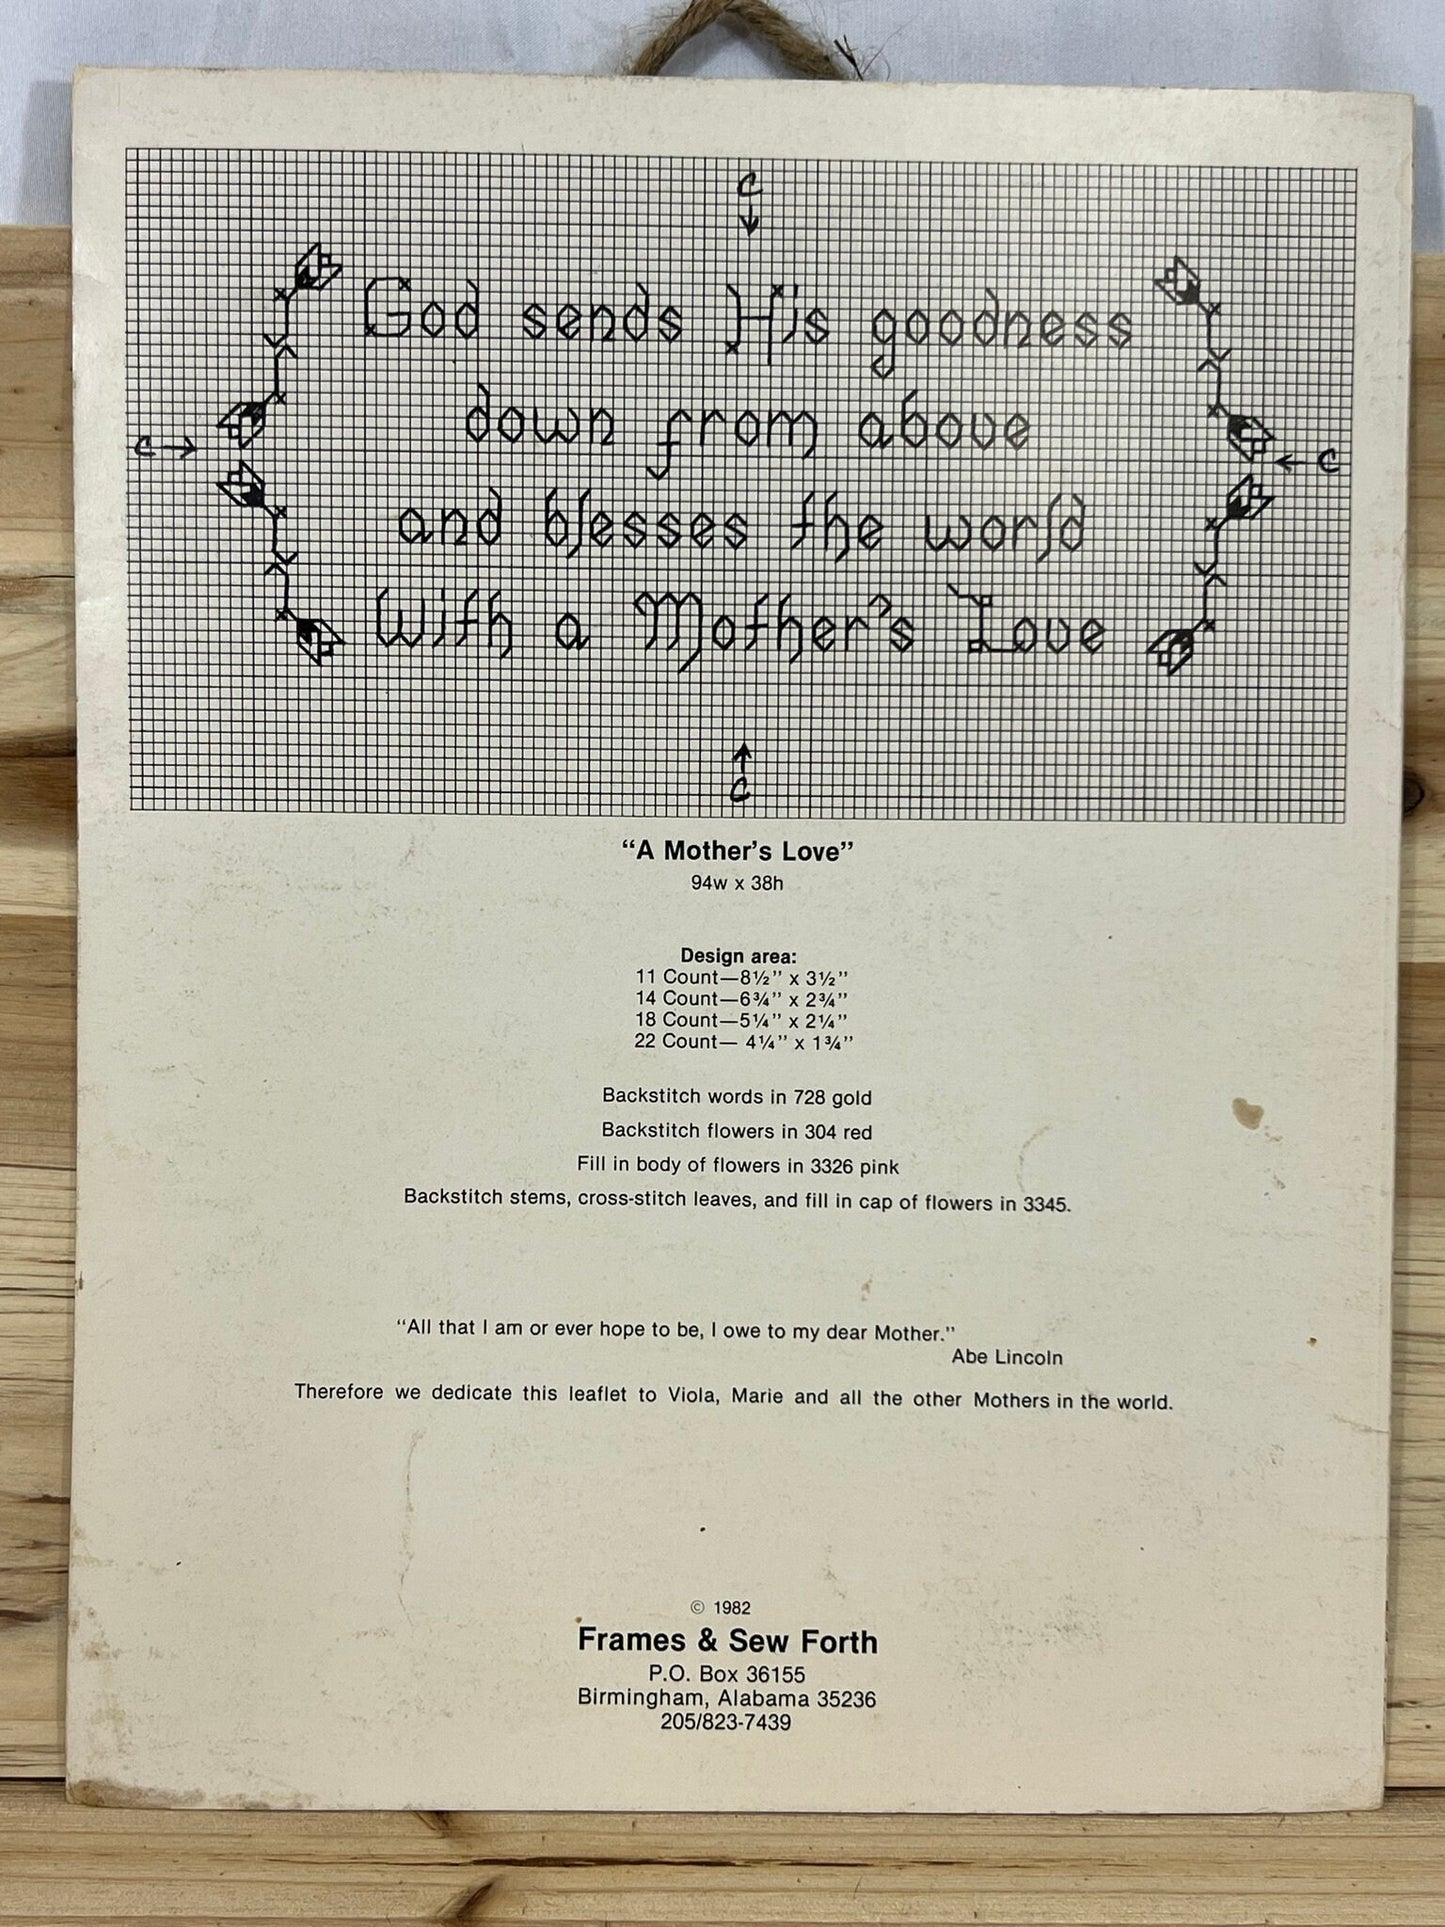 C
God sends His goodness
down from above
C
C
and blesses the world
With a Mother's Love
C
“A Mother’s Love”
94w x 38h
Design area:
11 Count—8½’’ x 3½’’
14 Count—6¾’’ x 2¾’’
18 Count—5¼’’ x 2¼’’
22 Count— 4¼’’ x 1¾’’
Backstitch words in 728 gold
Backstitch flowers in 304 red
Fill in body of flowers in 3326 pink
Backstitch stems, cross-stitch leaves, and fill in cap of flowers in 3345.
‘‘All that I am or ever hope to be, I owe to my dear Mother.’’
Abe Lincoln
Therefore we dedicate this leaflet to Viola, Marie and all the other Mothers in the world.
© 1982
Frames & Sew Forth
P.O. Box 36155
Birmingham, Alabama 35236
205/823-7439